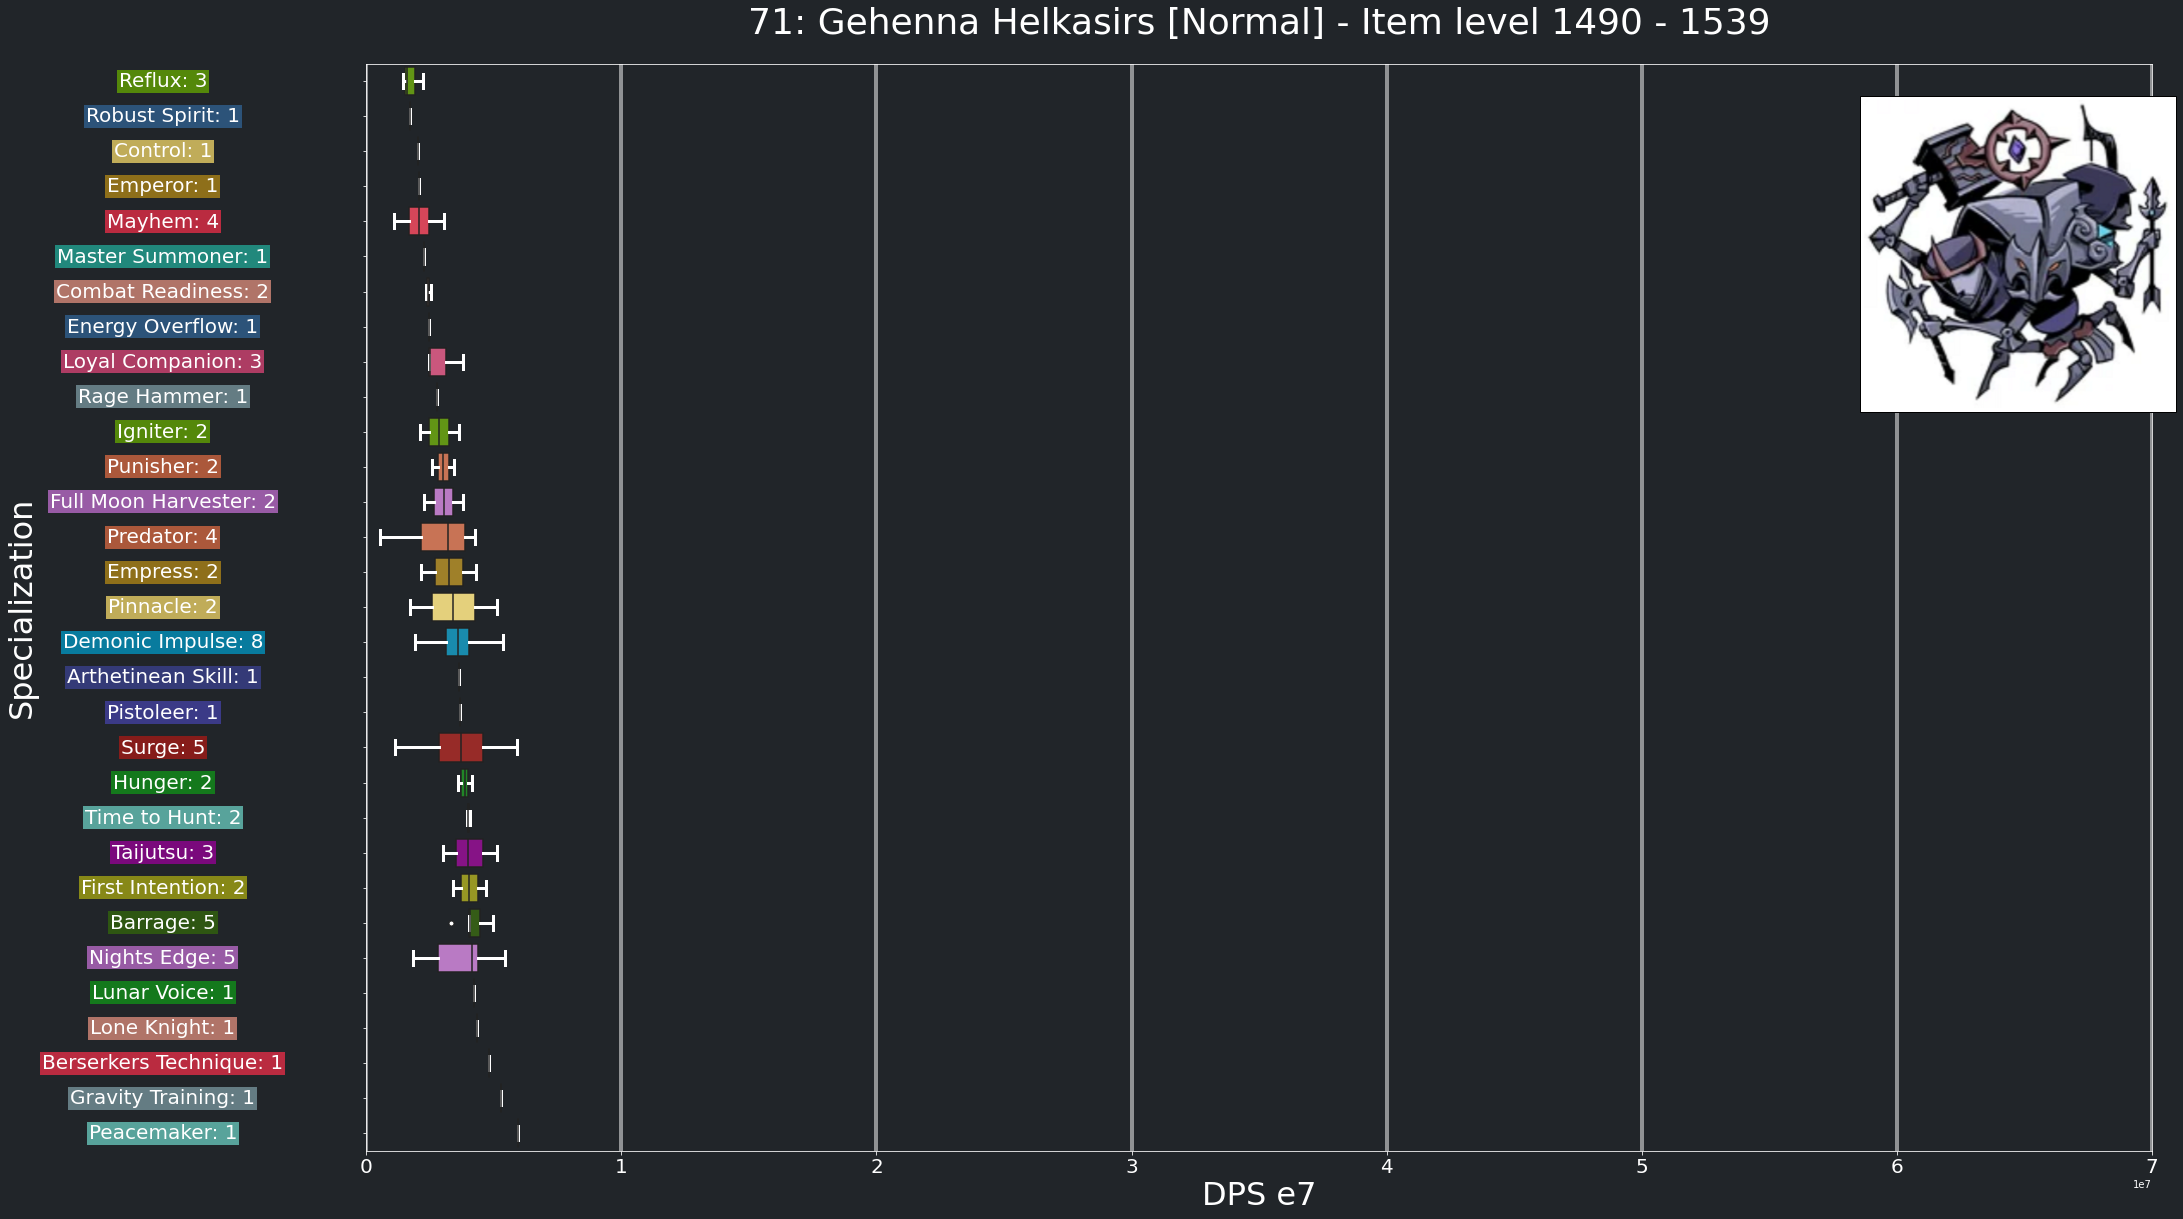 71: Gehenna Helkasirs [Normal] - Item level 1490 - 1539
Reflux: 3
Robust Spirit: 1
Control: 1
Emperor: 1
Mayhem: 4
Master Summoner: 1
Combat Readiness: 2
Energy Overflow: 1
Loyal Companion: 3
Rage Hammer: 1
Igniter: 2
Punisher: 2
Full Moon Harvester: 2
Predator: 4
Empress: 2
Pinnacle: 2
Demonic Impulse: 8
Arthetinean Skill: 1
Pistoleer: 1
Surge: 5
Hunger: 2
Time to Hunt: 2
Taijutsu: 3
First Intention: 2
Barrage: 5
Nights Edge: 5
Lunar Voice: 1
Lone Knight: 1
Berserkers Technique: 1
Gravity Training: 1
Peacemaker: 1
Specialization
0 1 2 3 4 5 6 7
1e7
DPS e7